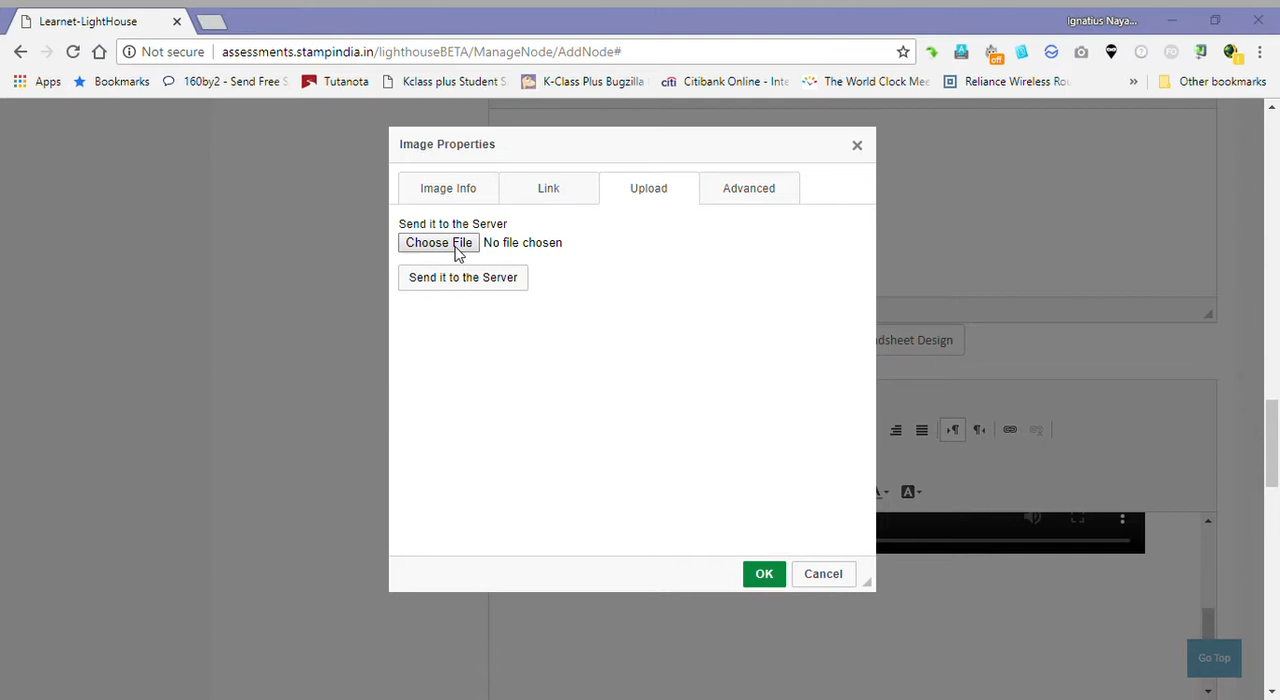 Learnet-LightHouse
Ignatius Naya...
Not secure assessments.stampindia.in/lighthouseBETA/ManageNode/AddNode#
off
Apps Bookmarks 160by2 - Send Free S Tutanota Kclass plus Student S K-Class Plus Bugzilla Citibank Online - Inte The World Clock Mee Reliance Wireless Rou » Other bookmarks
Image Properties
Image Info Link Upload Advanced
Send it to the Server
Choose File No file chosen
Send it to the Server
dsheet Design
OK Cancel
Go Top